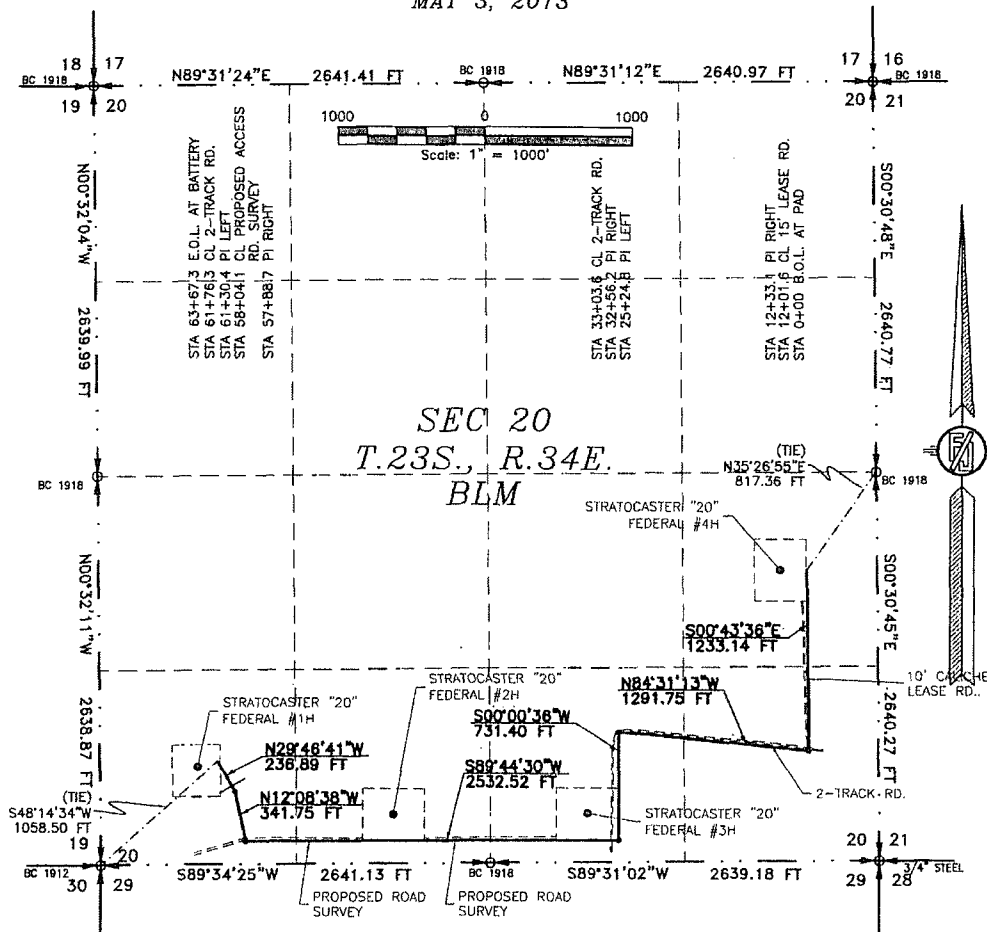 MAY 3, 2013
18 17
17 16
BC 1918
N89°31'24"E 2641.41 FT
BC 1918
N89°31'12"E 2640.97 FT
BC 1918
19 20
20 21
1000 0 1000
Scale: 1" = 1000'
N00°32'04"W 2639.99 FT
STA 63+67.3 E.O.L. AT BATTERY
STA 61+76.3 CL 2-TRACK RD.
STA 61+30.4 PI LEFT
STA 58+04.1 CL PROPOSED ACCESS
RD. SURVEY
STA 57+88.7 PI RIGHT
STA 33+03.6 CL 2-TRACK RD.
STA 32+56.2 PI RIGHT
STA 25+24.8 PI LEFT
STA 12+33.1 PI RIGHT
STA 12+01.6 CL 15' LEASE RD.
STA 0+00 B.O.L. AT PAD
S00°30'48"E 2640.77 FT
SEC 20
T.23S., R.34E.
BLM
(TIE)
N35°26'55"E
817.36 FT
BC 1918
BC 1918
STRATOCASTER "20"
FEDERAL #4H
N00°32'11"W 2638.87 FT
S00°30'45"E 2640.27 FT
S00°43'36"E
1233.14 FT
10'
LEASE RD..
N84°31'13"W
1291.75 FT
STRATOCASTER "20"
FEDERAL #2H
STRATOCASTER "20"
FEDERAL #1H
S00°00'36"W
731.40 FT
N29°46'41"W
236.89 FT
S89°44'30"W
2532.52 FT
N12°08'38"W
341.75 FT
2-TRACK RD.
(TIE)
S48°14'34"W
1058.50 FT
STRATOCASTER "20"
FEDERAL #3H
19 20
20 21
BC 1912
30 29
S89°34'25"W 2641.13 FT
BC 1918
S89°31'02"W 2639.18 FT
29 28
3/4" STEEL
PROPOSED ROAD
SURVEY
PROPOSED ROAD
SURVEY